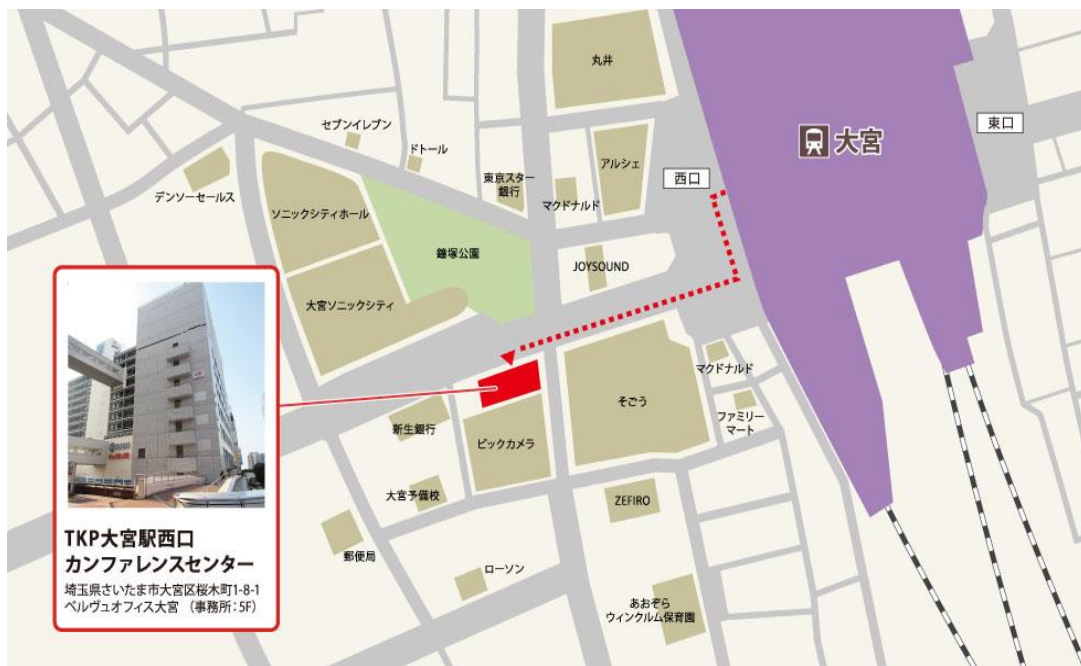 丸井
大宮
東口
西口
セブンイレブン
ドトール
東京スター
銀行
マクドナルド
アルシェ
デンソーセールス
ソニックシティホール
鐘塚公園
JOYSOUND
大宮ソニックシティ
マクドナルド
そごう
ファミリー
マート
新生銀行
ビックカメラ
大宮予備校
ZEFIRO
郵便局
ローソン
あおぞら
ウィンクルム保育園
TKP大宮駅西口
カンファレンスセンター
埼玉県さいたま市大宮区桜木町1-8-1
ベルヴュオフィス大宮 （事務所：5F）